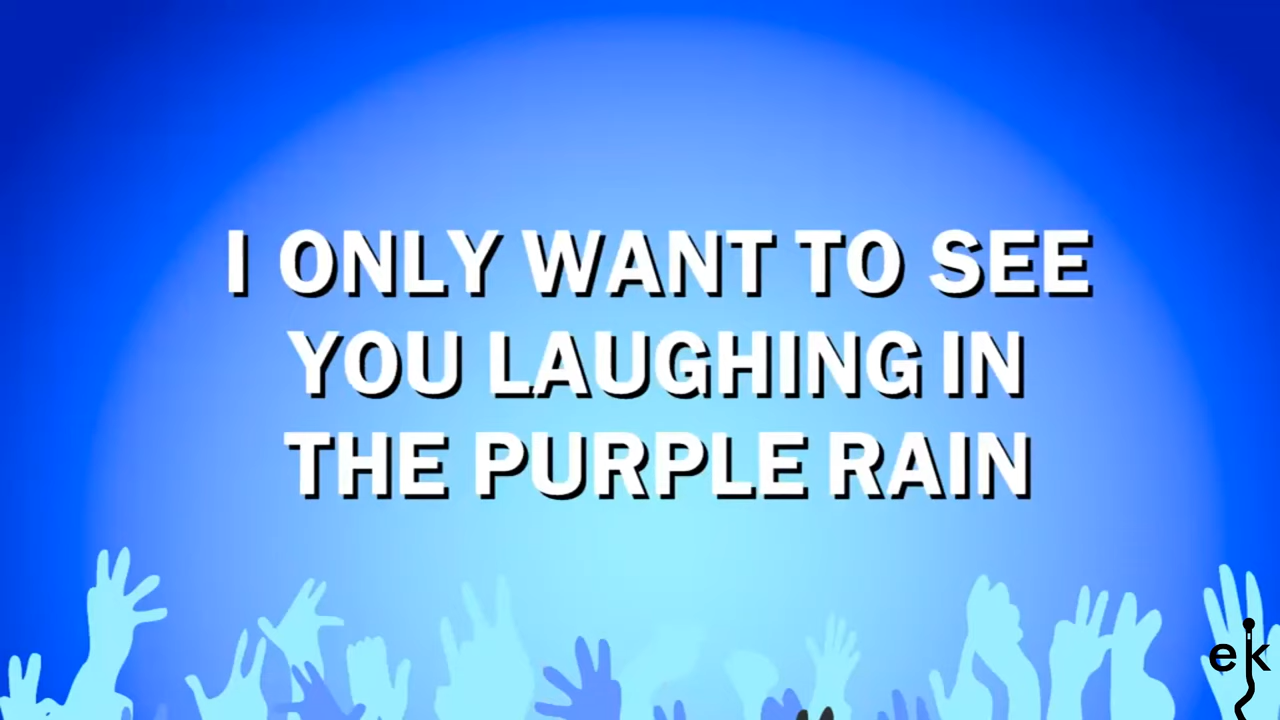 I ONLY WANT TO SEE
YOU LAUGHING IN
THE PURPLE RAIN
ek